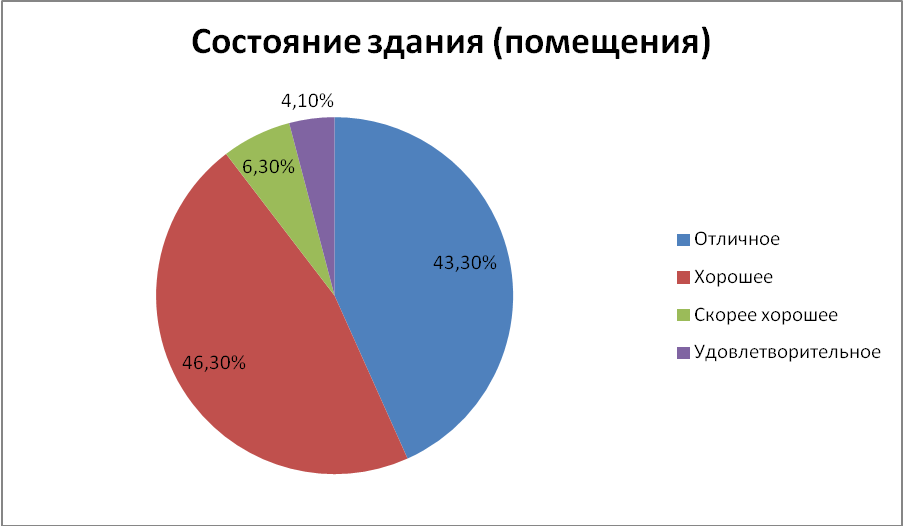 Состояние здания (помещения)
4,10%
6,30%
43,30%
46,30%
Отличное
Хорошее
Скорее хорошее
Удовлетворительное